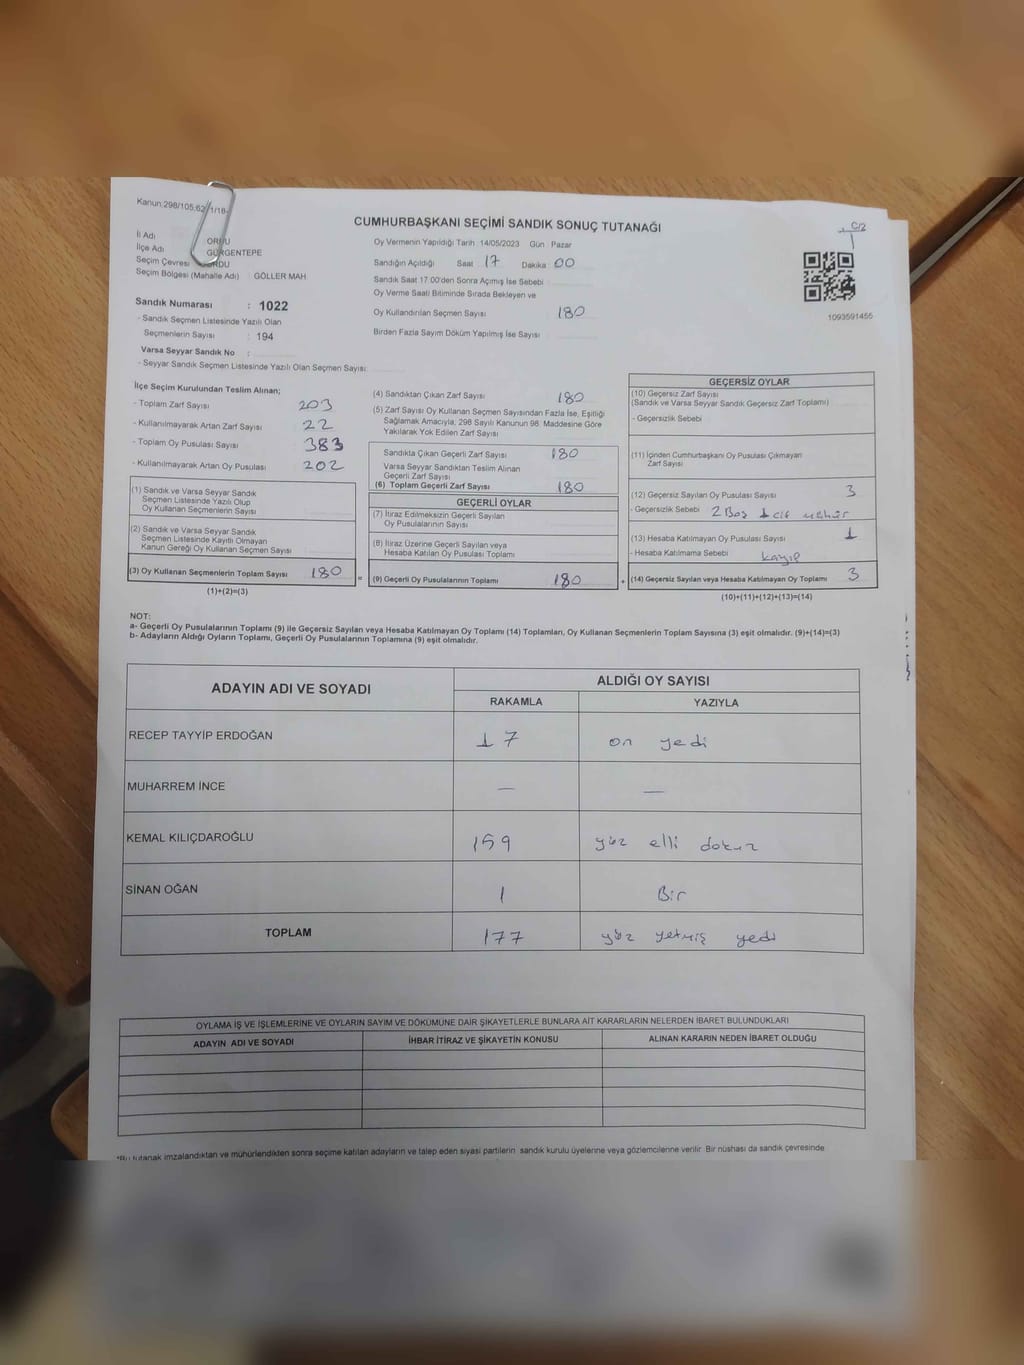 Kanun:298/105,62 /1/18-
CUMHURBAŞKANI SEÇİMİ SANDIK SONUÇ TUTANAĞI
C/2
İl Adı ORDU
İlçe Adı GÜRGENTEPE
Seçim Çevresi ORDU
Seçim Bölgesi (Mahalle Adı) : GÖLLER MAH
Sandık Numarası : 1022
- Sandık Seçmen Listesinde Yazılı Olan
Seçmenlerin Sayısı : 194
Varsa Seyyar Sandık No :
- Seyyar Sandık Seçmen Listesinde Yazılı Olan Seçmen Sayısı:
Oy Vermenin Yapıldığı Tarih 14/05/2023 Gün Pazar
Sandığın Açıldığı Saat 17 Dakika 00
Sandık Saat 17:00'den Sonra Açımış İse Sebebi
Oy Verme Saati Bitiminde Sırada Bekleyen ve
Oy Kullandırılan Seçmen Sayısı 180
Birden Fazla Sayım Döküm Yapılmış İse Sayısı
1093591455
İlçe Seçim Kurulundan Teslim Alınan;
- Toplam Zarf Sayısı 203
- Kullanılmayarak Artan Zarf Sayısı 22
- Toplam Oy Pusulası Sayısı 383
- Kullanılmayarak Artan Oy Pusulası 202
(1) Sandık ve Varsa Seyyar Sandık
Seçmen Listesinde Yazılı Olup
Oy Kullanan Seçmenlerin Sayısı
(2) Sandık ve Varsa Seyyar Sandık
Seçmen Listesinde Kayıtlı Olmayan
Kanun Gereği Oy Kullanan Seçmen Sayısı
(3) Oy Kullanan Seçmenlerin Toplam Sayısı 180 =
(1)+(2)=(3)
(4) Sandıktan Çıkan Zarf Sayısı 180
(5) Zarf Sayısı Oy Kullanan Seçmen Sayısından Fazla İse, Eşitliği
Sağlamak Amacıyla, 298 Sayılı Kanunun 98. Maddesine Göre
Yakılarak Yok Edilen Zarf Sayısı
Sandıkta Çıkan Geçerli Zarf Sayısı 180
Varsa Seyyar Sandıktan Teslim Alınan
Geçerli Zarf Sayısı
(6) Toplam Geçerli Zarf Sayısı 180
GEÇERLİ OYLAR
(7) İtiraz Edilmeksizin Geçerli Sayılan
Oy Pusulalarının Sayısı
(8) İtiraz Üzerine Geçerli Sayılan veya
Hesaba Katılan Oy Pusulası Toplamı
(9) Geçerli Oy Pusulalarının Toplamı 180 +
GEÇERSİZ OYLAR
(10) Geçersiz Zarf Sayısı
(Sandık ve Varsa Seyyar Sandık Geçersiz Zarf Toplamı)
- Geçersizlik Sebebi
(11) İçinden Cumhurbaşkanı Oy Pusulası Çıkmayan
Zarf Sayısı
(12) Geçersiz Sayılan Oy Pusulası Sayısı 3
- Geçersizlik Sebebi 2 Boş 1 cif mühür
(13) Hesaba Katılmayan Oy Pusulası Sayısı 1
- Hesaba Katılmama Sebebi kayıp
(14) Geçersiz Sayılan veya Hesaba Katılmayan Oy Toplamı 3
(10)+(11)+(12)+(13)=(14)
NOT:
a- Geçerli Oy Pusulalarının Toplamı (9) ile Geçersiz Sayılan veya Hesaba Katılmayan Oy Toplamı (14) Toplamları, Oy Kullanan Seçmenlerin Toplam Sayısına (3) eşit olmalıdır. (9)+(14)=(3)
b- Adayların Aldığı Oyların Toplamı, Geçerli Oy Pusulalarının Toplamına (9) eşit olmalıdır.
ADAYIN ADI VE SOYADI
ALDIĞI OY SAYISI
RAKAMLA YAZIYLA
RECEP TAYYİP ERDOĞAN 17 on yedi
MUHARREM İNCE — —
KEMAL KILIÇDAROĞLU 159 yüz elli dokuz
SİNAN OĞAN 1 Bir
TOPLAM 177 yüz yetmiş yedi
OYLAMA İŞ VE İŞLEMLERİNE VE OYLARIN SAYIM VE DÖKÜMÜNE DAİR ŞİKAYETLERLE BUNLARA AİT KARARLARIN NELERDEN İBARET BULUNDUKLARI
ADAYIN ADI VE SOYADI İHBAR İTİRAZ VE ŞİKAYETİN KONUSU ALINAN KARARIN NEDEN İBARET OLDUĞU
*Bu tutanak imzalandıktan ve mühürlendikten sonra seçime katılan adayların ve talep eden siyasi partilerin sandık kurulu üyelerine veya gözlemcilerine verilir. Bir nüshası da sandık çevresinde